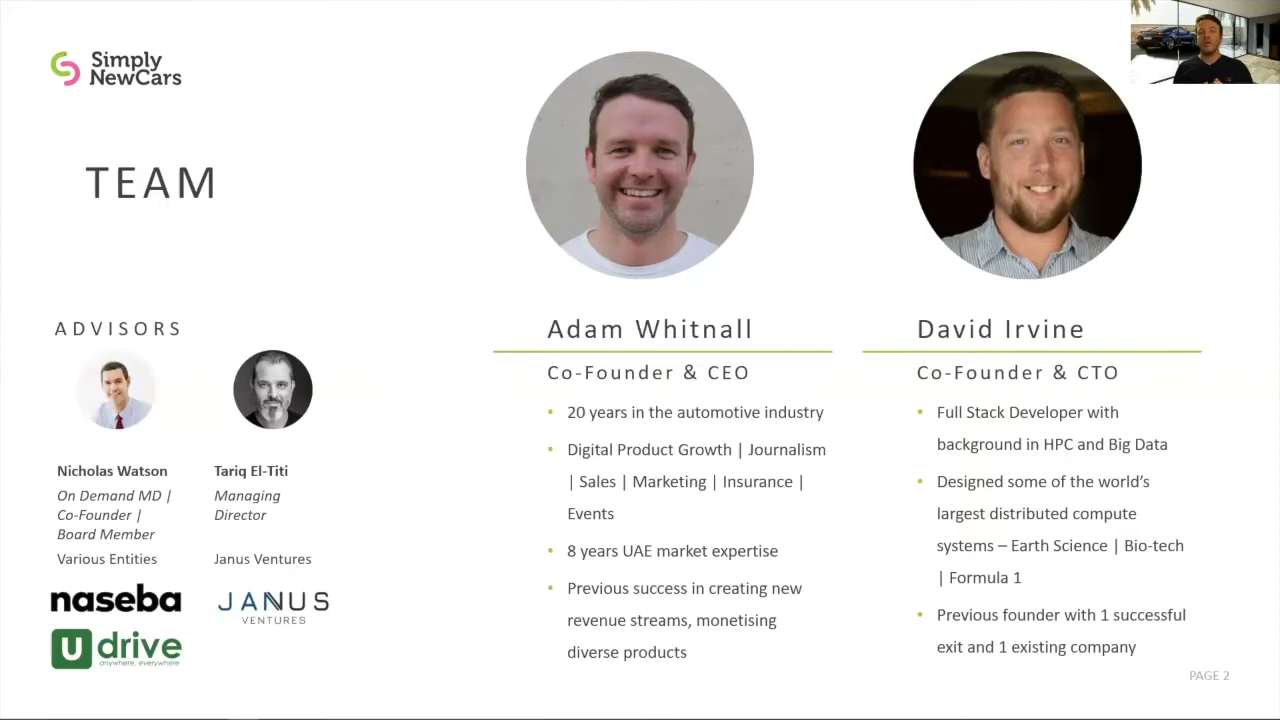 Simply
NewCars
TEAM
ADVISORS
Nicholas Watson
On Demand MD |
Co-Founder |
Board Member
Various Entities
naseba
U drive
anywhere, everywhere
Tariq El-Titi
Managing
Director
Janus Ventures
JANUS
VENTURES
Adam Whitnall
Co-Founder & CEO
• 20 years in the automotive industry
• Digital Product Growth | Journalism
| Sales | Marketing | Insurance |
Events
• 8 years UAE market expertise
• Previous success in creating new
revenue streams, monetising
diverse products
David Irvine
Co-Founder & CTO
• Full Stack Developer with
background in HPC and Big Data
• Designed some of the world’s
largest distributed compute
systems – Earth Science | Bio-tech
| Formula 1
• Previous founder with 1 successful
exit and 1 existing company
PAGE 2